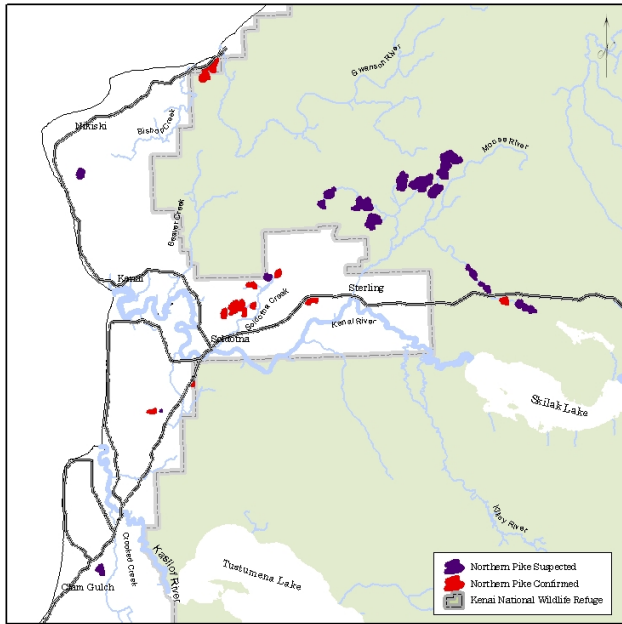 Swanson River
Nikiski
Bishop Creek
Moose River
Beaver Creek
Kenai
Sterling
Soldotna Creek
Kenai River
Soldotna
Skilak Lake
Killey River
Kasilof River
Crooked Creek
Tustumena Lake
Clam Gulch
Northern Pike Suspected
Northern Pike Confirmed
Kenai National Wildlife Refuge